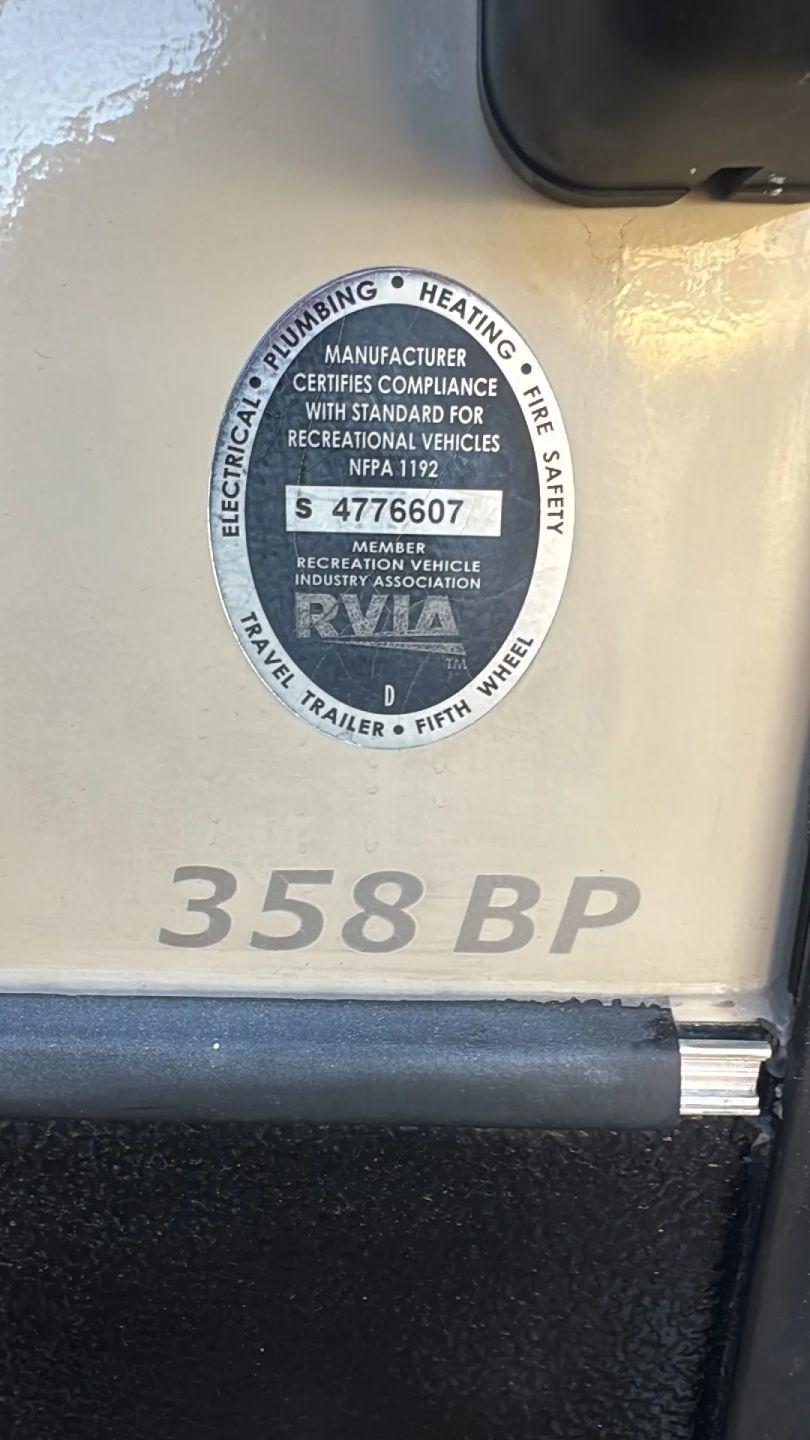 ELECTRICAL • PLUMBING • HEATING • FIRE SAFETY
MANUFACTURER
CERTIFIES COMPLIANCE
WITH STANDARD FOR
RECREATIONAL VEHICLES
NFPA 1192
S 4776607
MEMBER
RECREATION VEHICLE
INDUSTRY ASSOCIATION
RVIA
TM
D
TRAVEL TRAILER • FIFTH WHEEL
358 BP